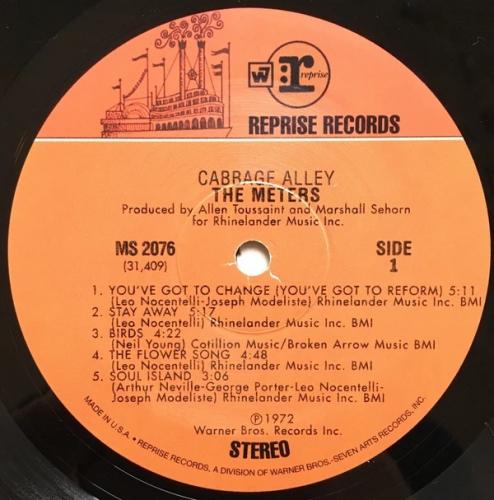 W
r
reprise
REPRISE RECORDS
CABBAGE ALLEY
THE METERS
Produced by Allen Toussaint and Marshall Sehorn
for Rhinelander Music Inc.
MS 2076
(31,409)
SIDE
1
1. YOU'VE GOT TO CHANGE (YOU'VE GOT TO REFORM) 5:11
(Leo Nocentelli-Joseph Modeliste) Rhinelander Music Inc. BMI
2. STAY AWAY 5:17
(Leo Nocentelli) Rhinelander Music Inc. BMI
3. BIRDS 4:22
(Neil Young) Cotillion Music/Broken Arrow Music BMI
4. THE FLOWER SONG 4:48
(Leo Nocentelli) Rhinelander Music Inc. BMI
5. SOUL ISLAND 3:06
(Arthur Neville-George Porter-Leo Nocentelli-
Joseph Modeliste) Rhinelander Music Inc. BMI
℗1972
Warner Bros. Records Inc.
STEREO
MADE IN U.S.A. • REPRISE RECORDS, A DIVISION OF WARNER BROS.-SEVEN ARTS RECORDS, INC.